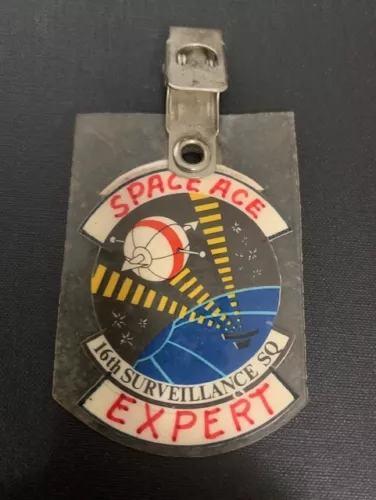 SPACE ACE
16th SURVEILLANCE SQ
EXPERT